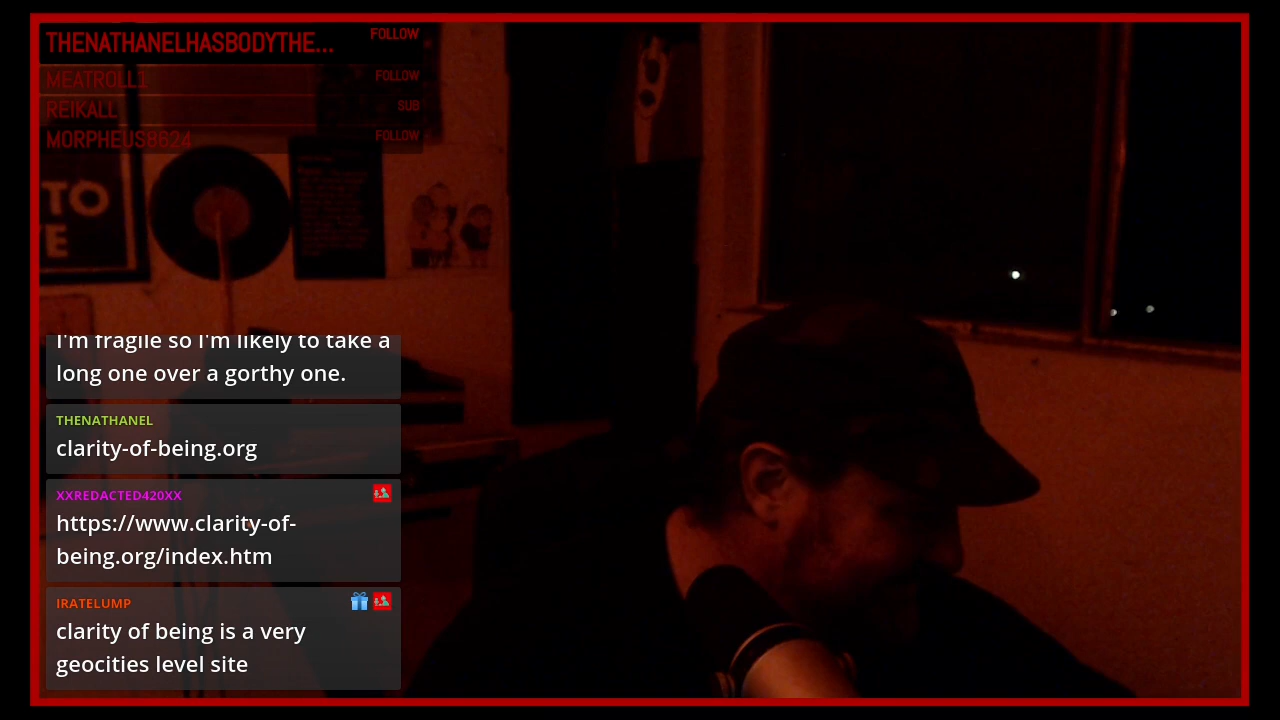 THENATHANELHASBODYTHE... FOLLOW
MEATROLL1 FOLLOW
REIKALL SUB
MORPHEUS8624 FOLLOW
TO
E
I'm fragile so I'm likely to take a
long one over a gorthy one.
THENATHANEL
clarity-of-being.org
XXREDACTED420XX
https://www.clarity-of-
being.org/index.htm
IRATELUMP
clarity of being is a very
geocities level site